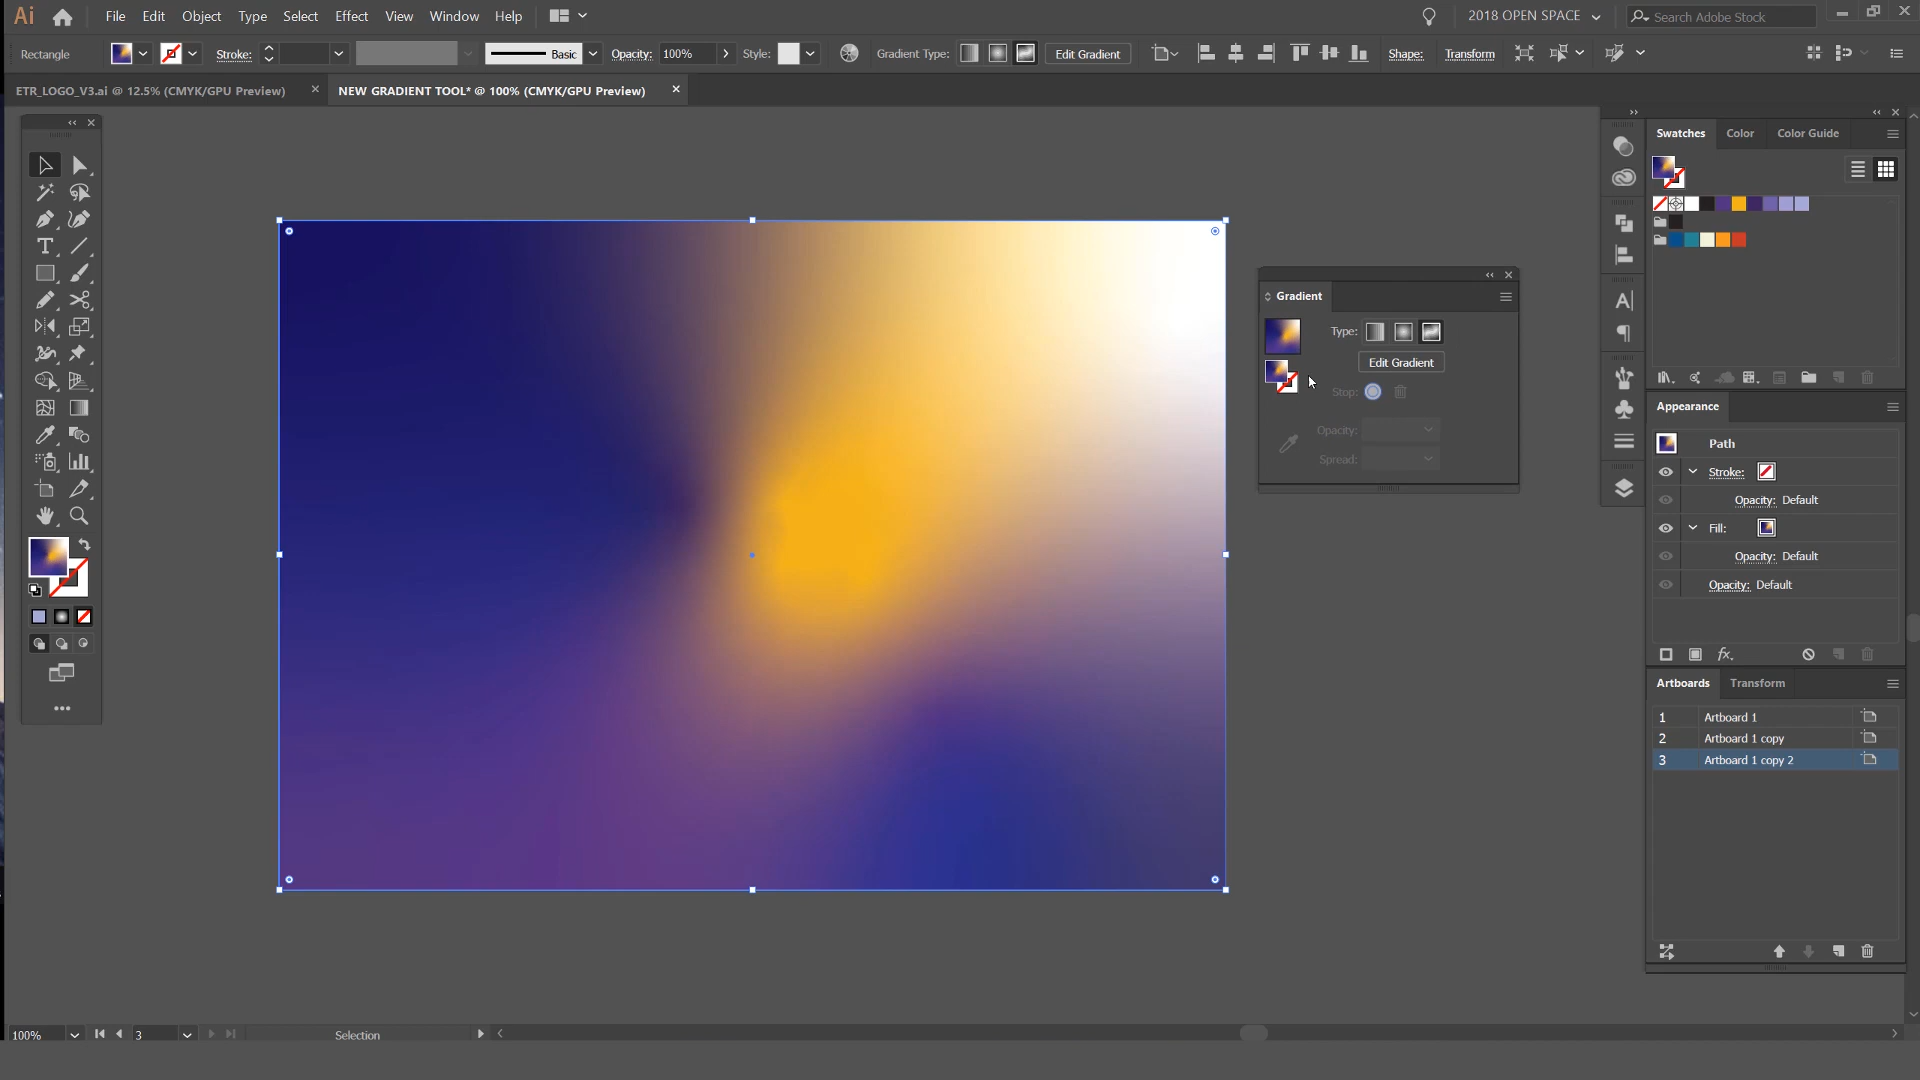 Ai File Edit Object Type Select Effect View Window Help 2018 OPEN SPACE Search Adobe Stock
Rectangle Stroke: Basic Opacity: 100% Style: Gradient Type: Edit Gradient Shape: Transform
ETR_LOGO_V3.ai @ 12.5% (CMYK/GPU Preview) NEW GRADIENT TOOL* @ 100% (CMYK/GPU Preview)
Swatches Color Color Guide
Gradient
Type:
Edit Gradient
Stop:
Opacity:
Spread:
Appearance
Path
Stroke:
Opacity: Default
Fill:
Opacity: Default
Opacity: Default
Artboards Transform
1 Artboard 1
2 Artboard 1 copy
3 Artboard 1 copy 2
100% 3 Selection